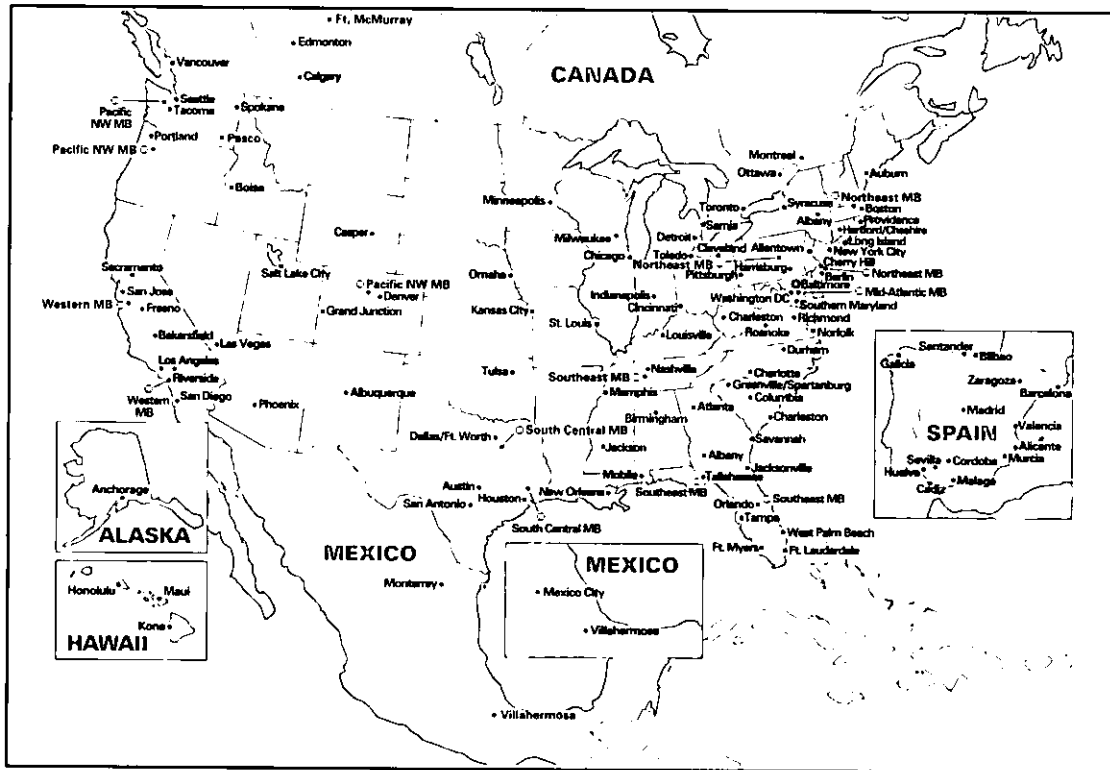 Ft. McMurray
Edmonton
Vancouver
Calgary
CANADA
Seattle
Tacoma
Pacific
NW MB
Spokane
Portland
Pasco
Pacific NW MB
Boise
Montreal
Ottawa
Auburn
Minneapolis
Toronto
Syracuse
Northeast MB
Boston
Sarnia
Albany
Providence
Hartford/Cheshire
Casper
Milwaukee
Detroit
Cleveland
Allentown
Long Island
New York City
Chicago
Toledo
Northeast MB
Pittsburgh
Harrisburg
Cherry Hill
Berlin
Northeast MB
Sacramento
Salt Lake City
Omaha
Baltimore
San Jose
Pacific NW MB
Denver
Indianapolis
Washington DC
Mid-Atlantic MB
Western MB
Fresno
Grand Junction
Kansas City
Cincinnati
Southern Maryland
Charleston
Richmond
St. Louis
Louisville
Roanoke
Norfolk
Bakersfield
Las Vegas
Durham
Los Angeles
Riverside
Tulsa
Nashville
Southeast MB
Charlotte
Greenville/Spartanburg
Western
MB
San Diego
Phoenix
Albuquerque
Memphis
Columbia
Atlanta
Birmingham
Charleston
South Central MB
Dallas/Ft. Worth
Jackson
Savannah
Albany
Mobile
Jacksonville
Tallahassee
Austin
Houston
New Orleans
Southeast MB
San Antonio
Orlando
Southeast MB
Tampa
South Central MB
West Palm Beach
Ft. Myers
Ft. Lauderdale
MEXICO
Monterrey
Villahermosa
Anchorage
ALASKA
Honolulu
Maui
Kona
HAWAII
MEXICO
Mexico City
Villahermosa
Santander
Bilbao
Galicia
Zaragoza
Barcelona
Madrid
Valencia
SPAIN
Alicante
Murcia
Sevilla
Cordoba
Huelva
Malaga
Cadiz